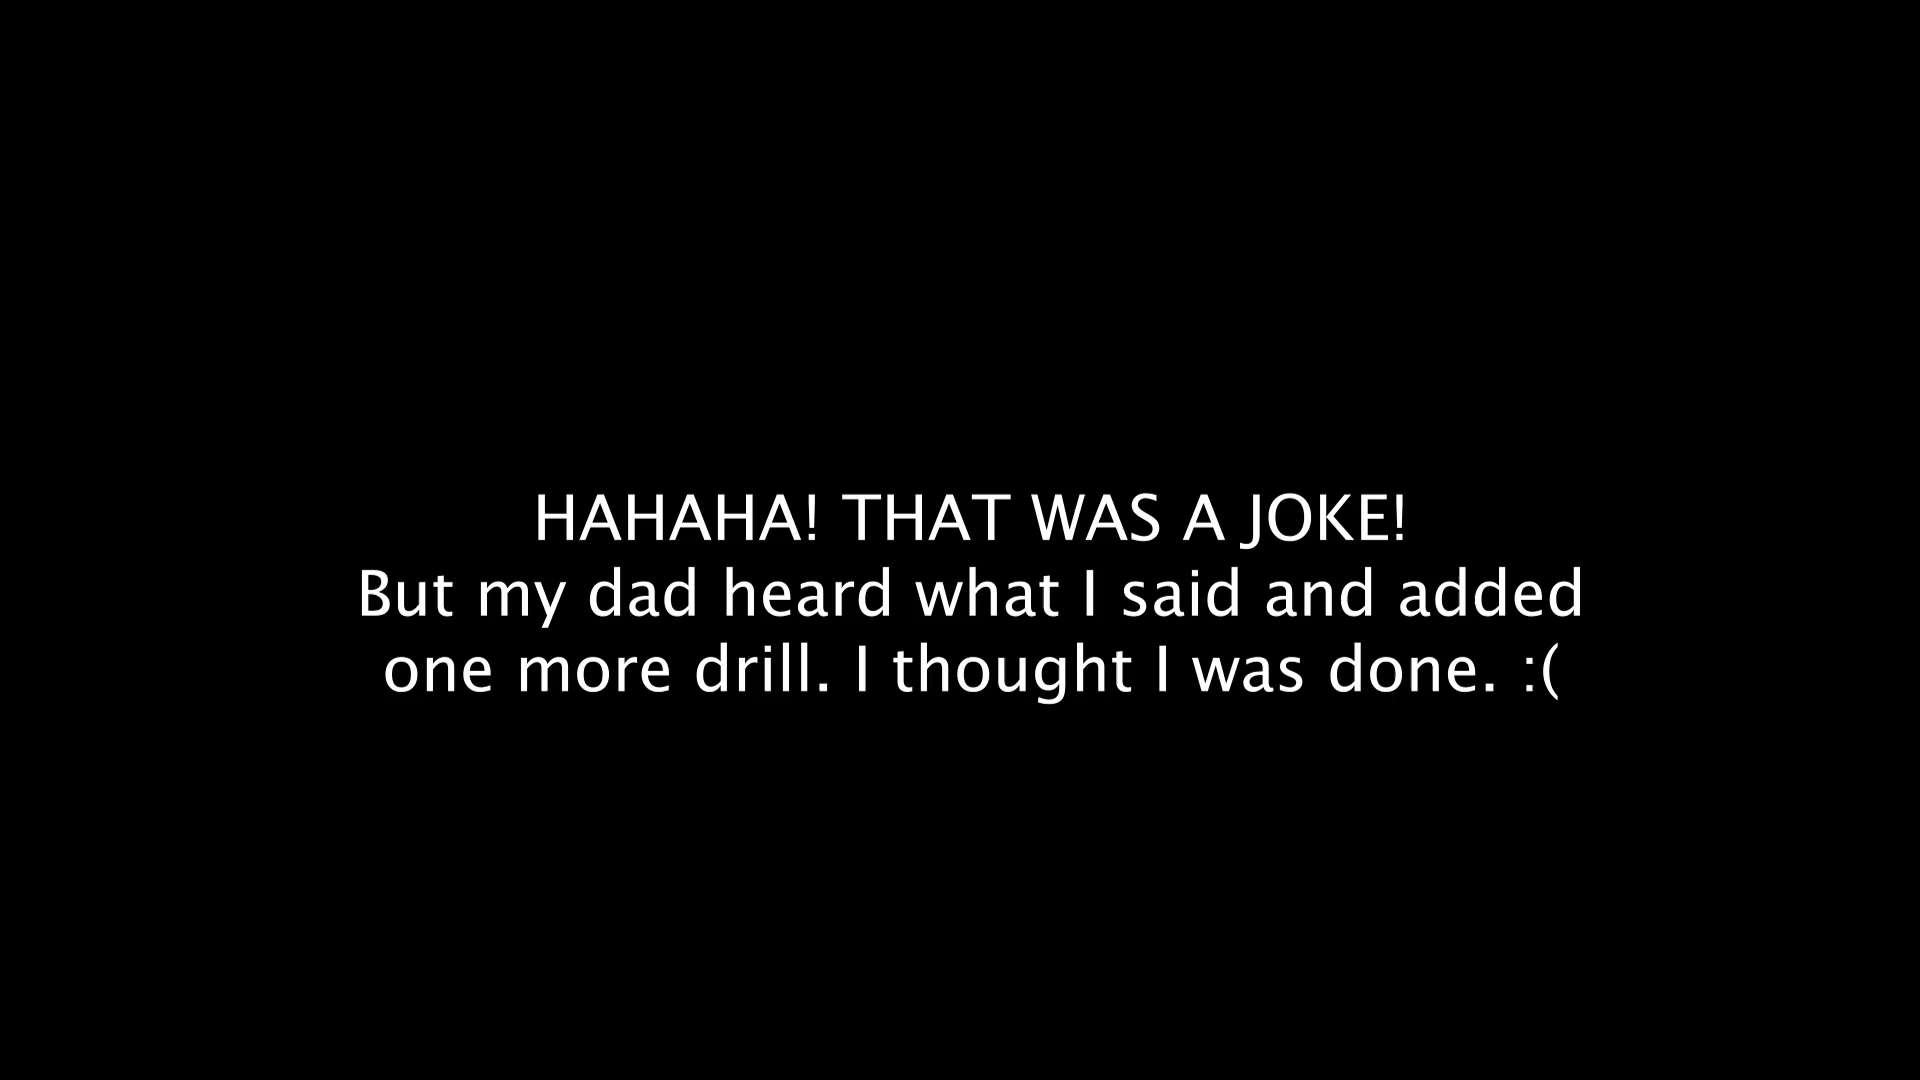 HAHAHA! THAT WAS A JOKE!
But my dad heard what I said and added
one more drill. I thought I was done. :(